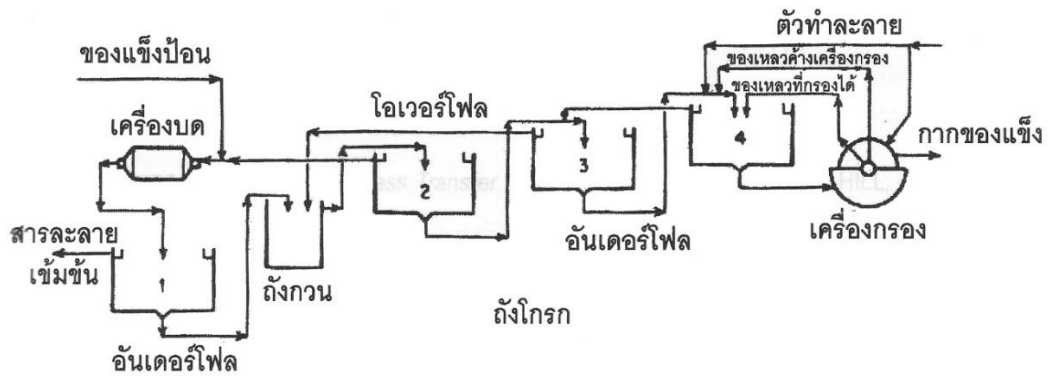 ตัวทำละลาย
ของแข็งป้อน
ของเหลวค้างเครื่องกรอง
ของเหลวที่กรองได้
โอเวอร์โฟล
เครื่องบด
4
กากของแข็ง
3
2
ess Transfer
HILL,
เครื่องกรอง
สารละลาย
เข้มข้น
1
อันเดอร์โฟล
ถังกวน
ถังโกรก
อันเดอร์โฟล